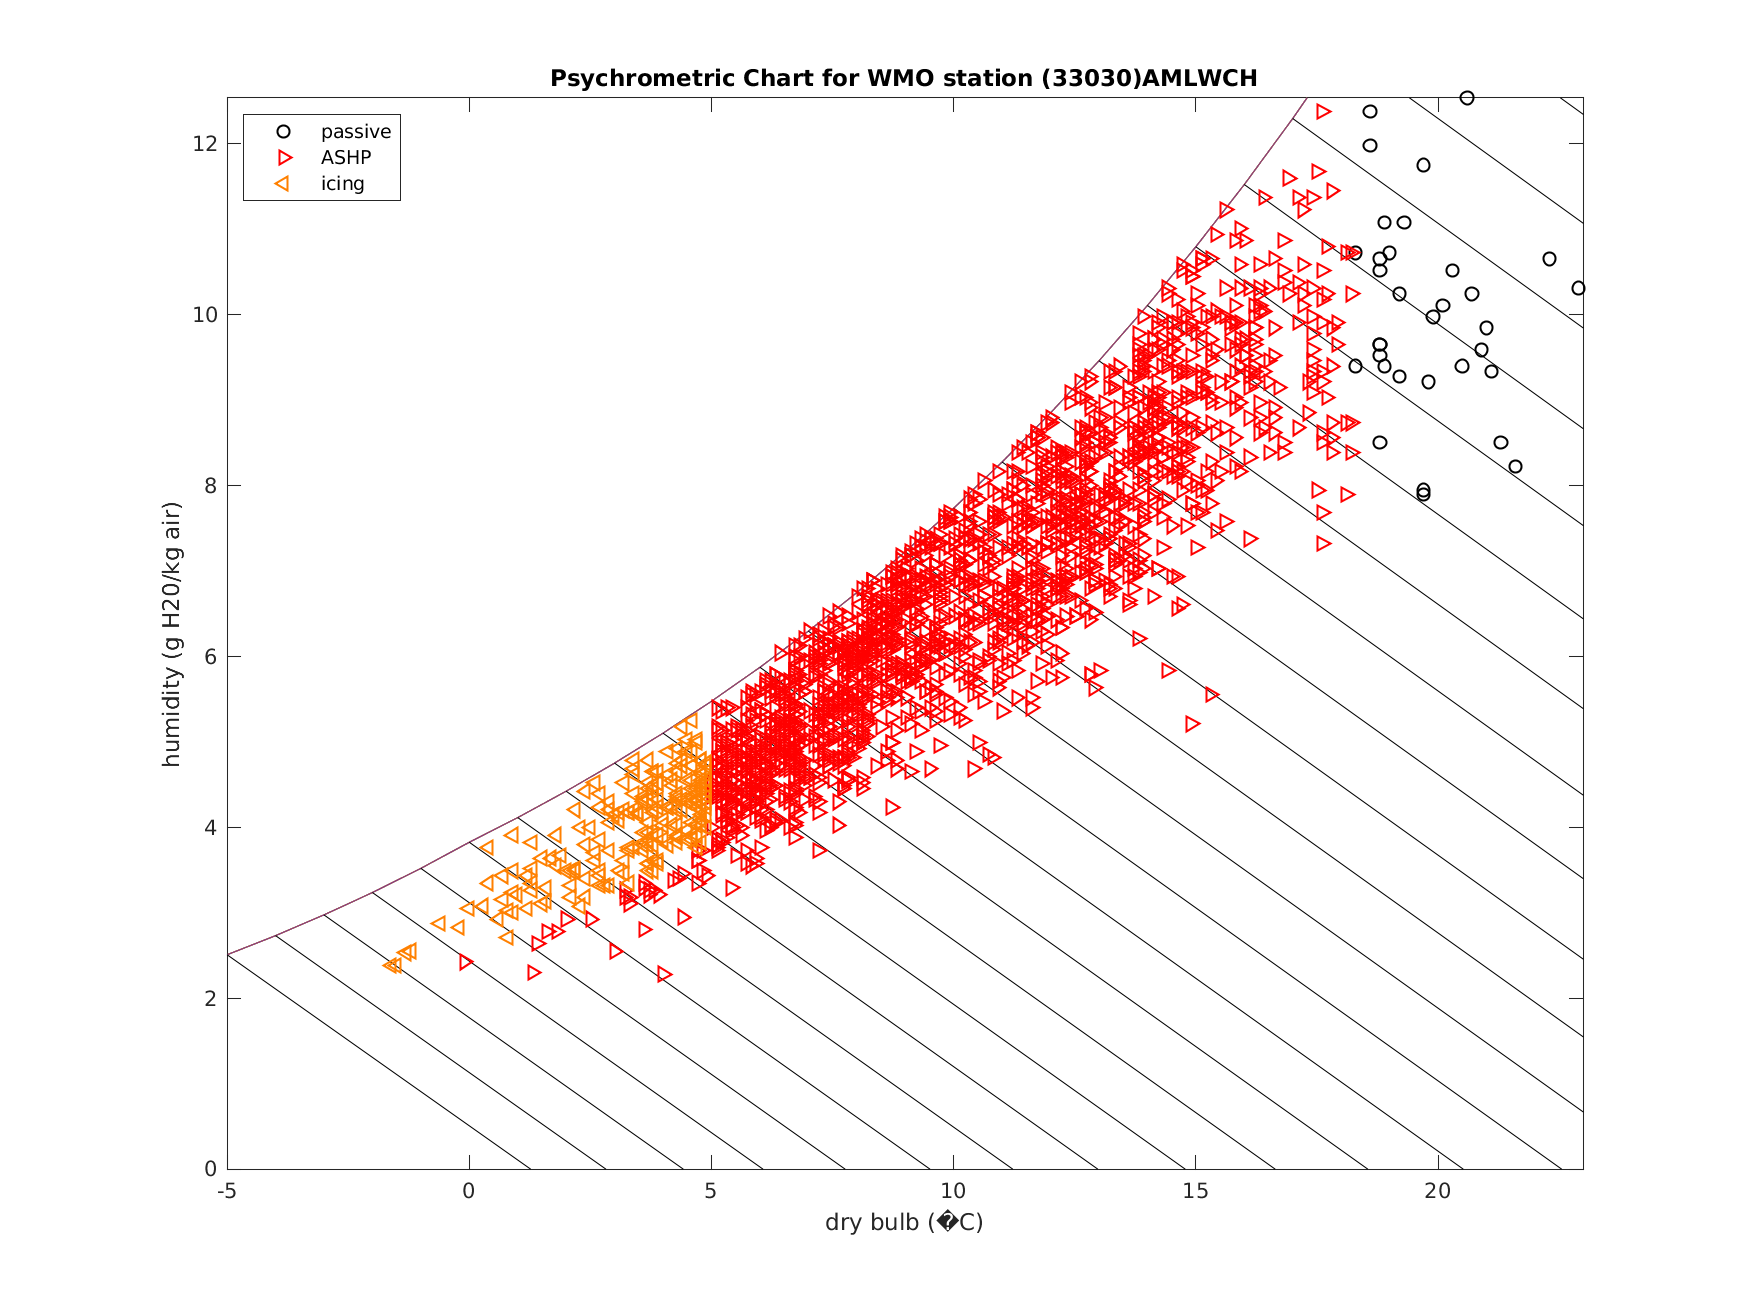 Psychrometric Chart for WMO station (33030)AMLWCH
passive
ASHP
icing
humidity (g H20/kg air)
12
10
8
6
4
2
0
-5 0 5 10 15 20
dry bulb (�C)